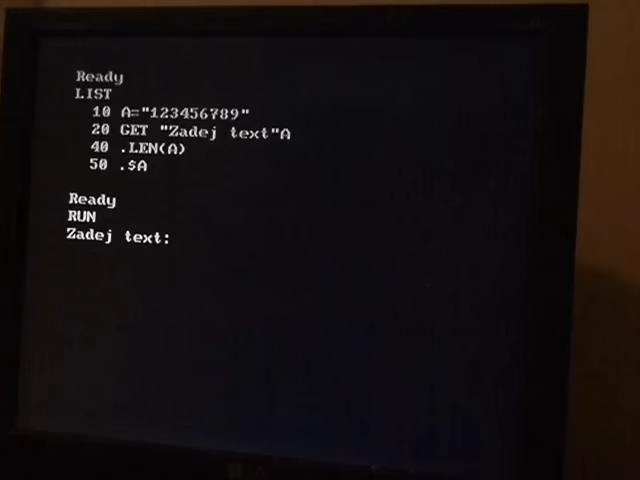 Ready
LIST
10 A="123456789"
20 GET "Zadej text"A
40 .LEN(A)
50 .$A
Ready
RUN
Zadej text: